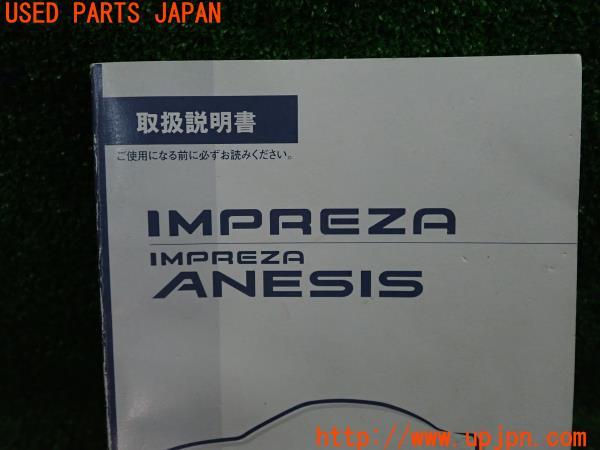 USED PARTS JAPAN
取扱説明書
ご使用になる前に必ずお読みください。
IMPREZA
IMPREZA
ANESIS
http://www.upjpn.com